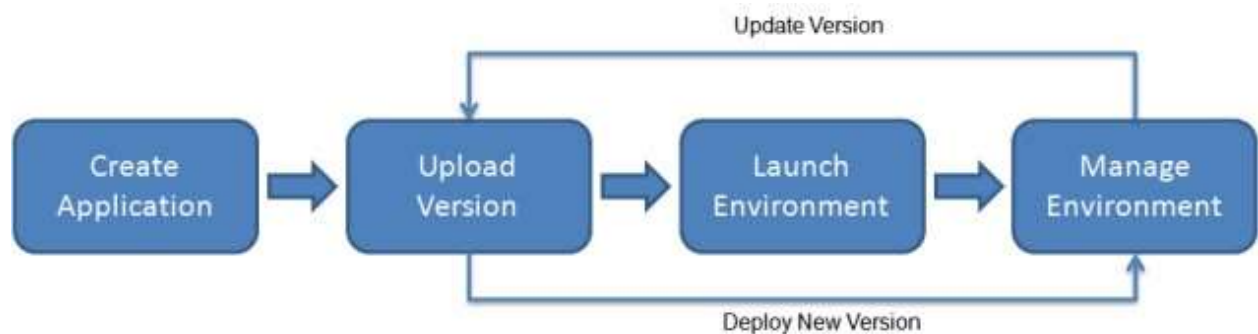 Update Version
Create
Application
Upload
Version
Launch
Environment
Manage
Environment
Deploy New Version